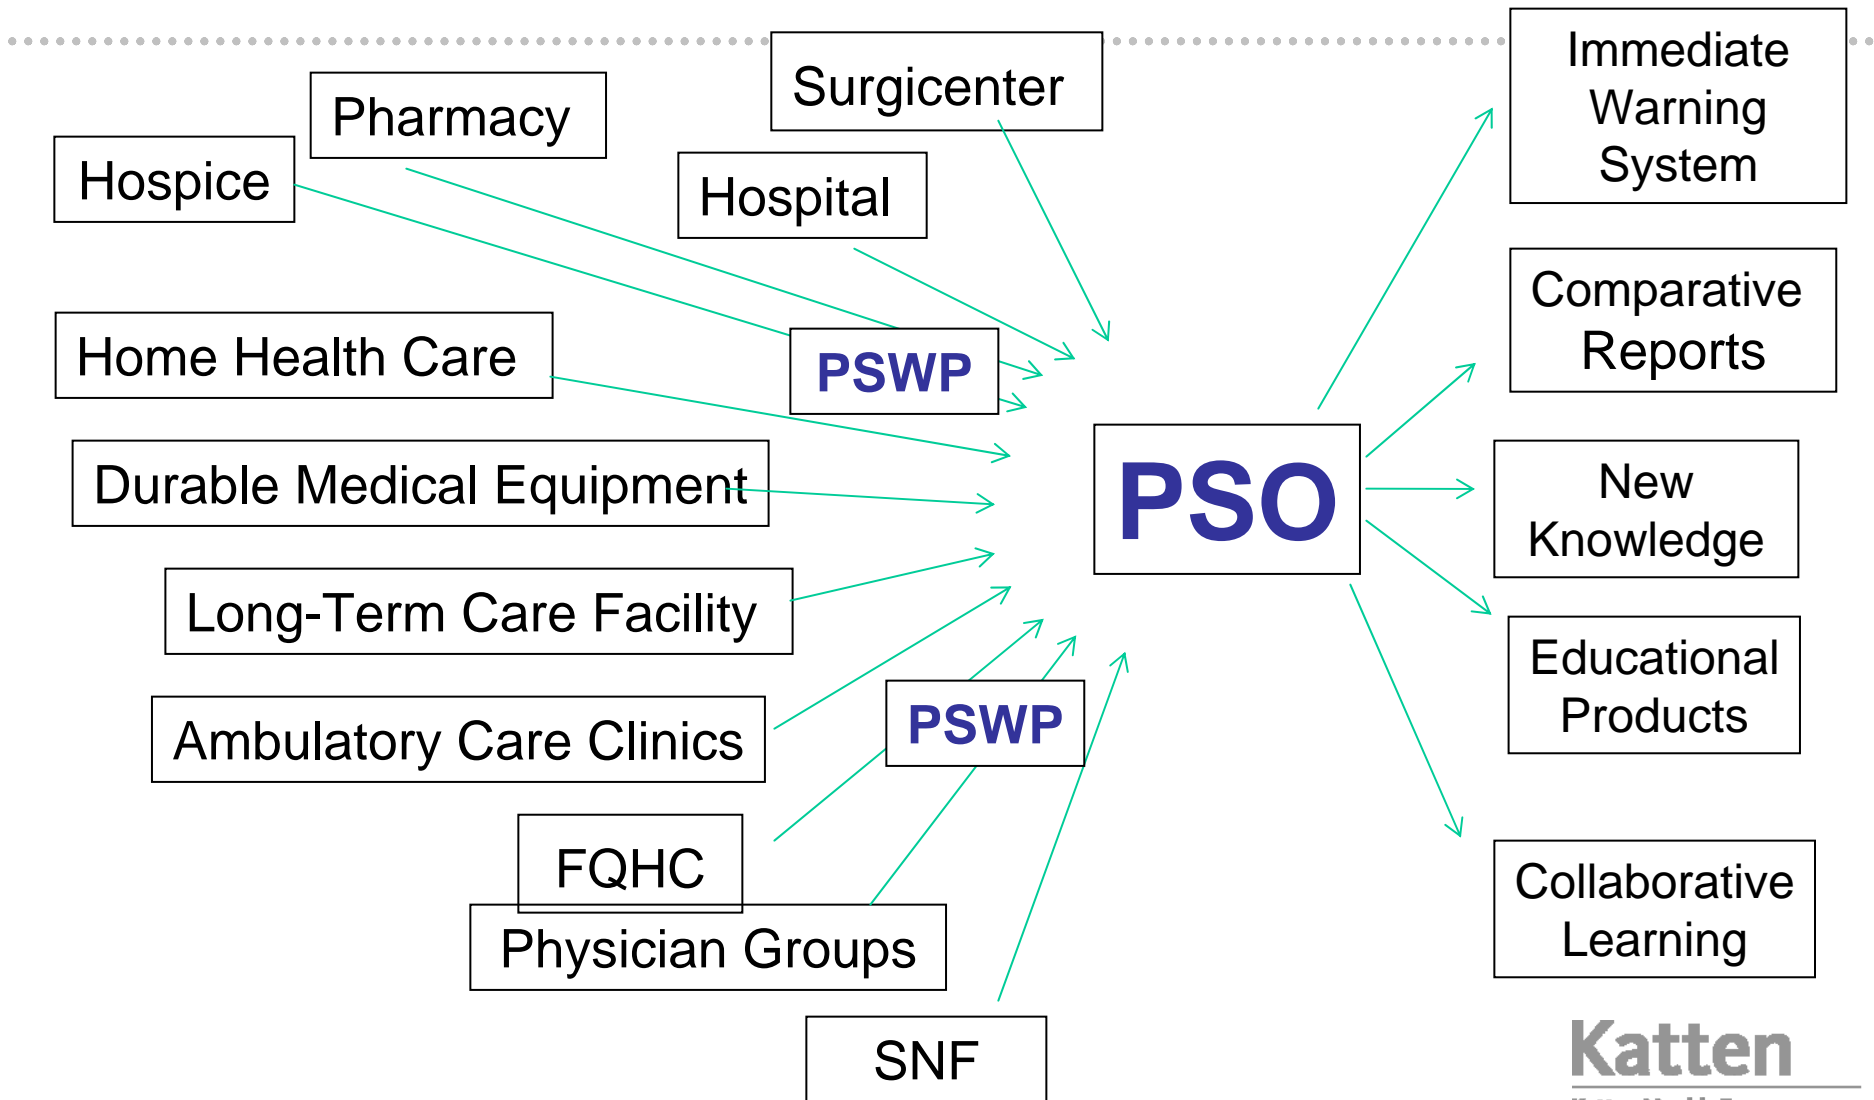 Surgicenter
Pharmacy
Hospice
Hospital
Home Health Care
PSWP
Durable Medical Equipment
Long-Term Care Facility
Ambulatory Care Clinics
PSWP
FQHC
Physician Groups
SNF
PSO
Immediate
Warning
System
Comparative
Reports
New
Knowledge
Educational
Products
Collaborative
Learning
Katten